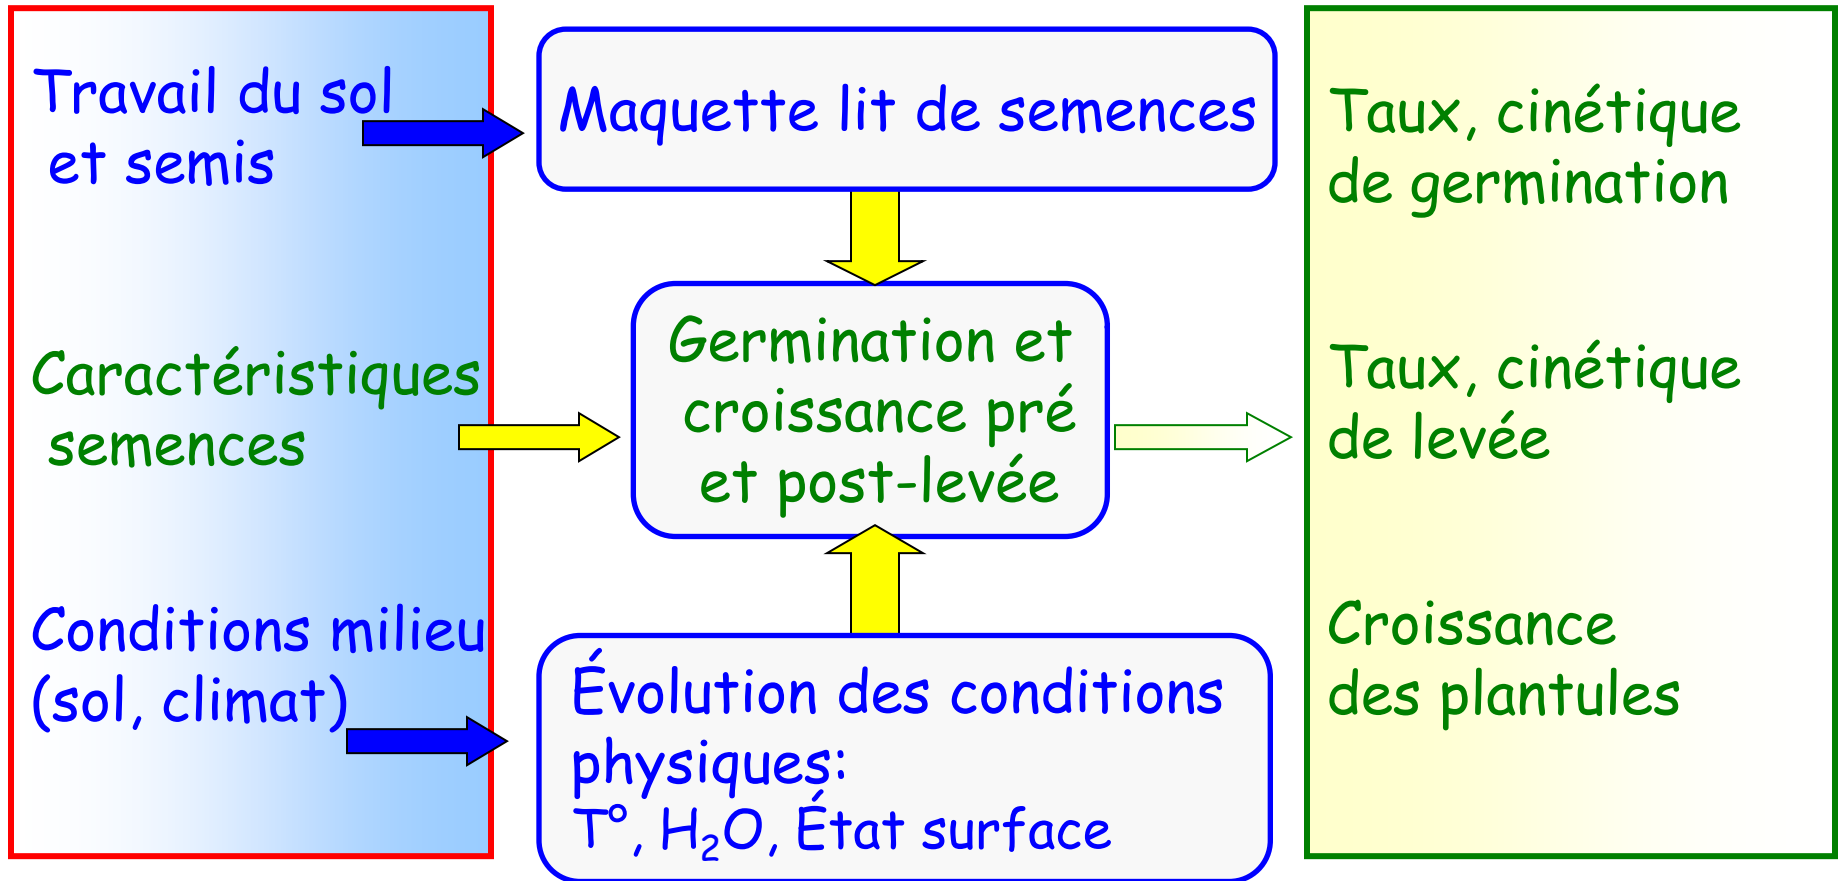 Travail du sol
et semis
Caractéristiques
semences
Conditions milieu
(sol, climat)
Maquette lit de semences
Germination et
croissance pré
et post-levée
Évolution des conditions
physiques:
T°, H₂O, État surface
Taux, cinétique
de germination
Taux, cinétique
de levée
Croissance
des plantules